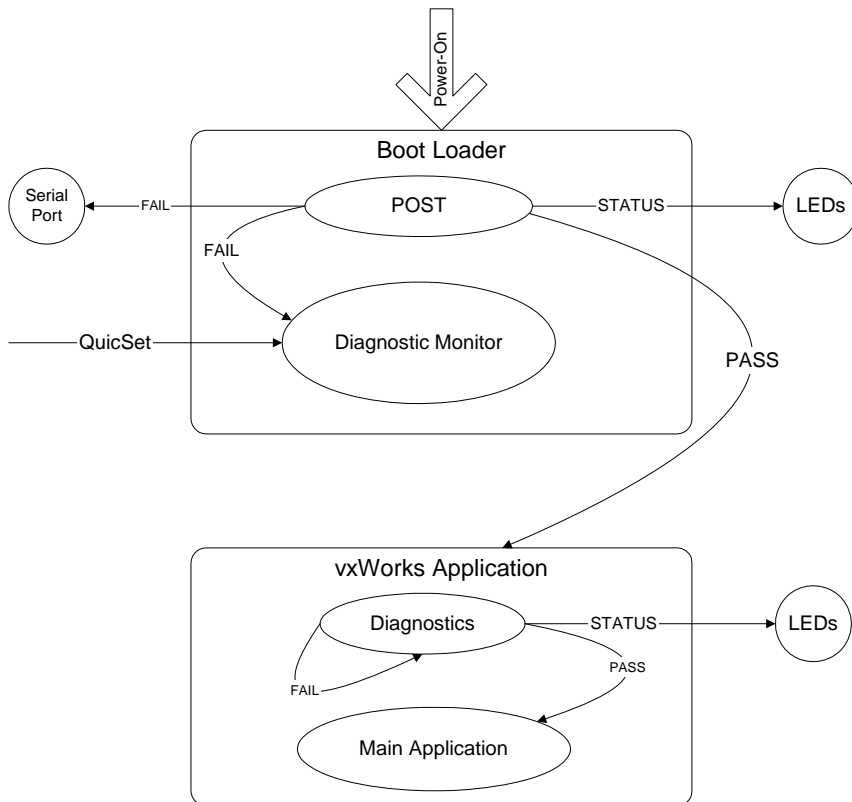 Power-On
Boot Loader
Serial
Port
FAIL
POST
STATUS
LEDs
FAIL
QuicSet
Diagnostic Monitor
PASS
vxWorks Application
Diagnostics
STATUS
LEDs
PASS
FAIL
Main Application